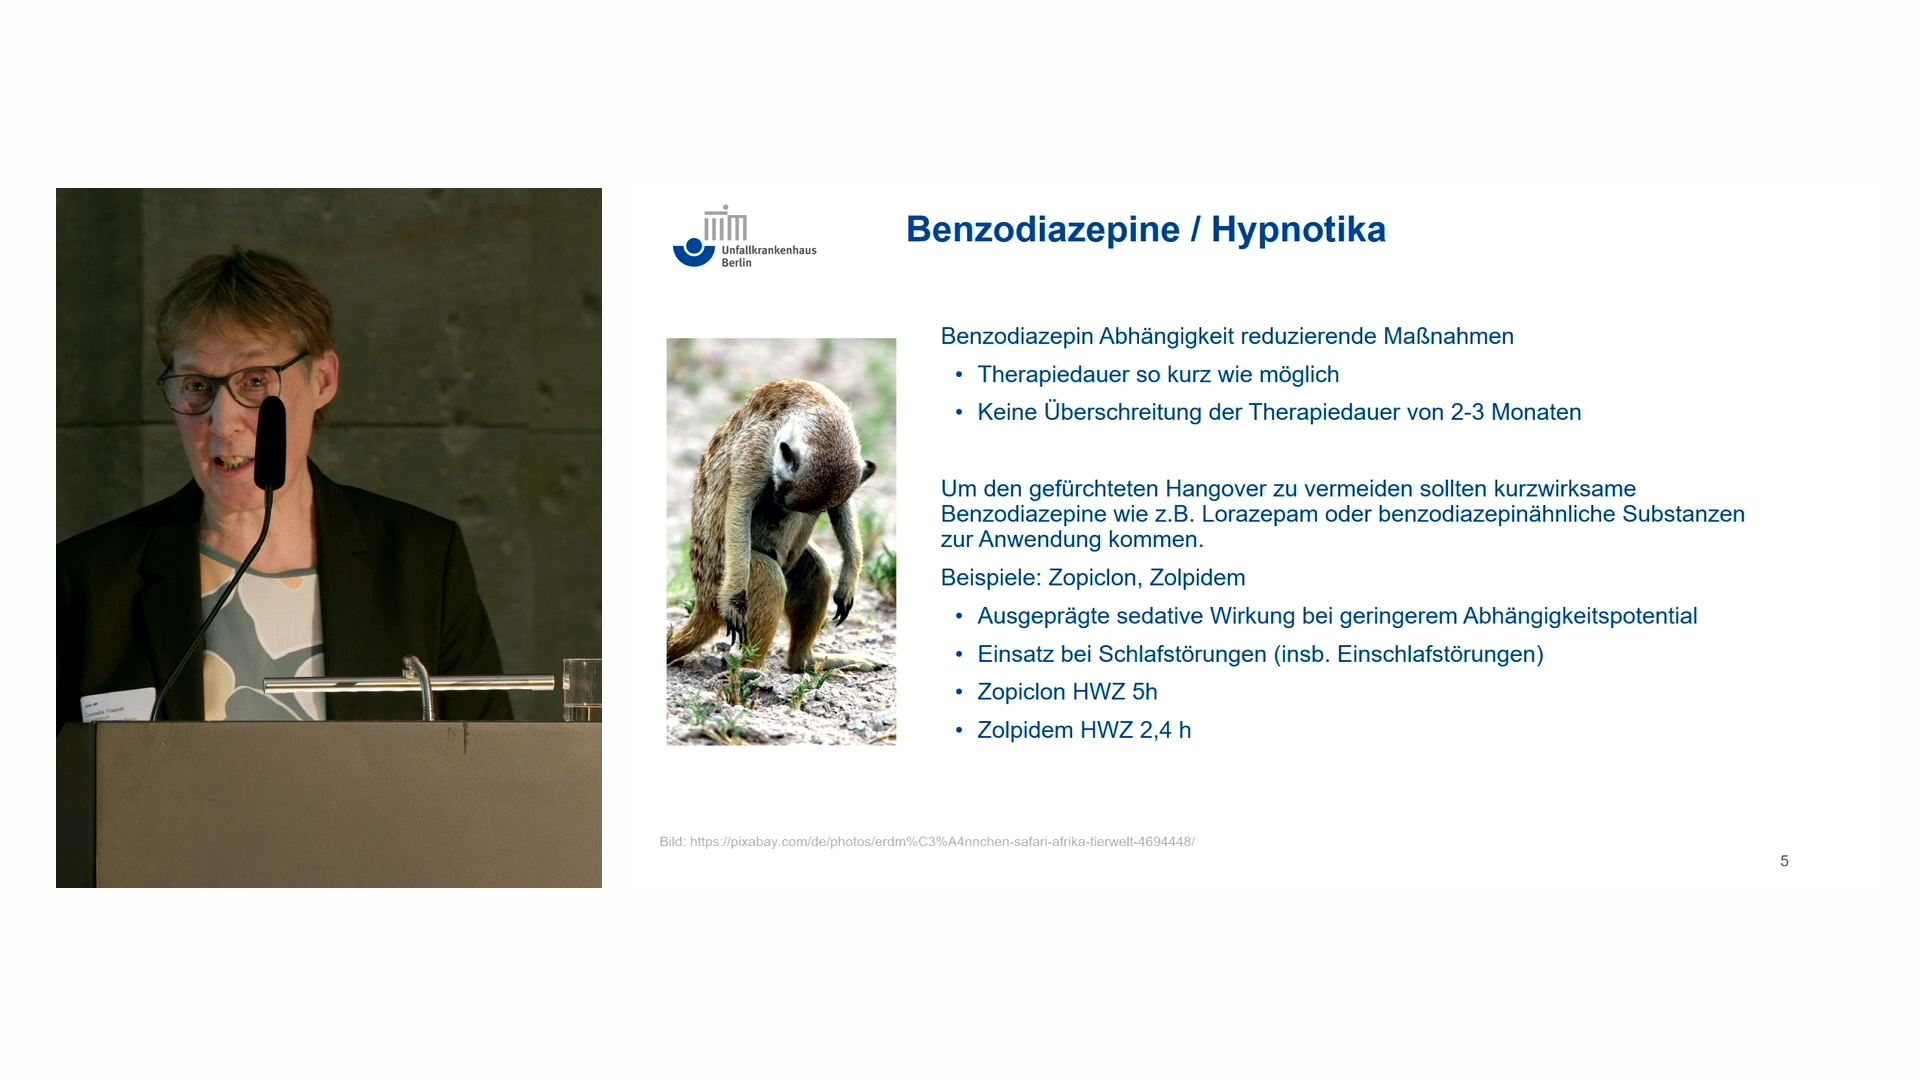 Unfallkrankenhaus
Berlin
Benzodiazepine / Hypnotika
Benzodiazepin Abhängigkeit reduzierende Maßnahmen
• Therapiedauer so kurz wie möglich
• Keine Überschreitung der Therapiedauer von 2-3 Monaten
Um den gefürchteten Hangover zu vermeiden sollten kurzwirksame
Benzodiazepine wie z.B. Lorazepam oder benzodiazepinähnliche Substanzen
zur Anwendung kommen.
Beispiele: Zopiclon, Zolpidem
• Ausgeprägte sedative Wirkung bei geringerem Abhängigkeitspotential
• Einsatz bei Schlafstörungen (insb. Einschlafstörungen)
• Zopiclon HWZ 5h
• Zolpidem HWZ 2,4 h
Bild: https://pixabay.com/de/photos/erdm%C3%A4nnchen-safari-afrika-tierwelt-4694448/
5